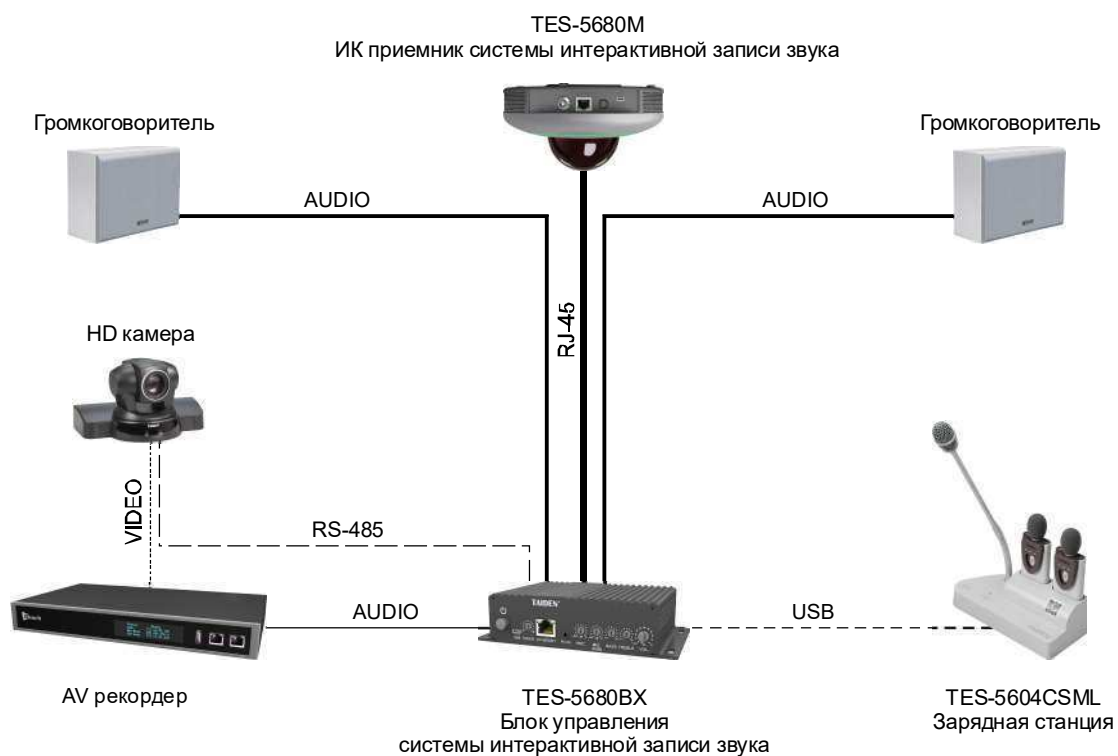 TES-5680M
ИК приемник системы интерактивной записи звука
Громкоговоритель
Громкоговоритель
AUDIO
AUDIO
RJ-45
HD камера
VIDEO
RS-485
TAIDEN
AUDIO
USB
AV рекордер
TES-5680BX
Блок управления
системы интерактивной записи звука
TES-5604CSML
Зарядная станция